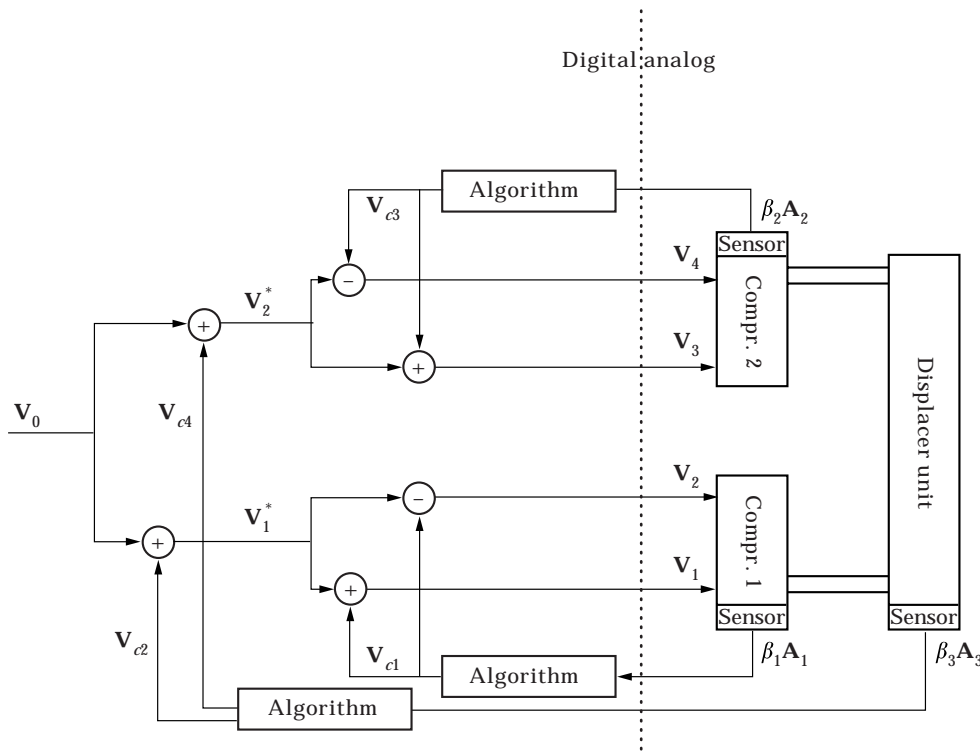 Digital analog
Algorithm
V_c3
β_2A_2
Sensor
V_4
V_2^*
−
Compr. 2
+
V_3
+
Displacer unit
V_0
V_c4
V_2
−
V_1^*
Compr. 1
+
V_1
+
Sensor
Sensor
V_c2
V_c1
β_1A_1
β_3A_3
Algorithm
Algorithm